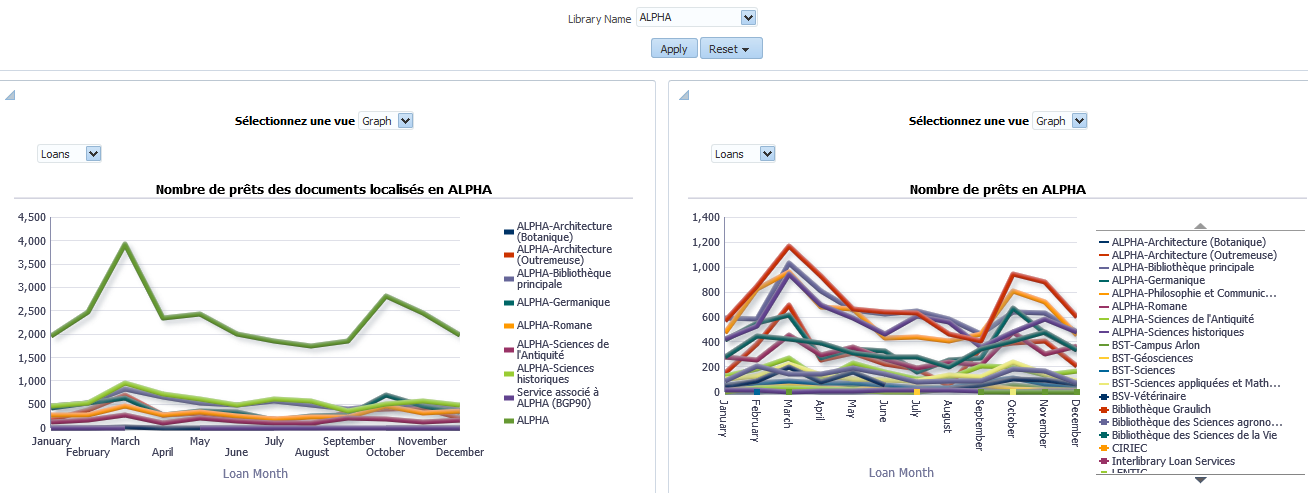 Library Name ALPHA
Apply Reset
Sélectionnez une vue Graph
Loans
Nombre de prêts des documents localisés en ALPHA
4,500
4,000
3,500
3,000
2,500
2,000
1,500
1,000
500
0
January
February
March
April
May
June
July
August
September
October
November
December
Loan Month
ALPHA-Architecture
(Botanique)
ALPHA-Architecture
(Outremeuse)
ALPHA-Bibliothèque
principale
ALPHA-Germanique
ALPHA-Romane
ALPHA-Sciences de
l'Antiquité
ALPHA-Sciences
historiques
Service associé à
ALPHA (BGP90)
ALPHA
Sélectionnez une vue Graph
Loans
Nombre de prêts en ALPHA
1,400
1,200
1,000
800
600
400
200
0
January
February
March
April
May
June
July
August
September
October
November
December
Loan Month
ALPHA-Architecture (Botanique)
ALPHA-Architecture (Outremeuse)
ALPHA-Bibliothèque principale
ALPHA-Germanique
ALPHA-Philosophie et Communic...
ALPHA-Romane
ALPHA-Sciences de l'Antiquité
ALPHA-Sciences historiques
BST-Campus Arlon
BST-Géosciences
BST-Sciences
BST-Sciences appliquées et Math...
BSV-Vétérinaire
Bibliothèque Graulich
Bibliothèque des Sciences agrono...
Bibliothèque des Sciences de la Vie
CIRIEC
Interlibrary Loan Services